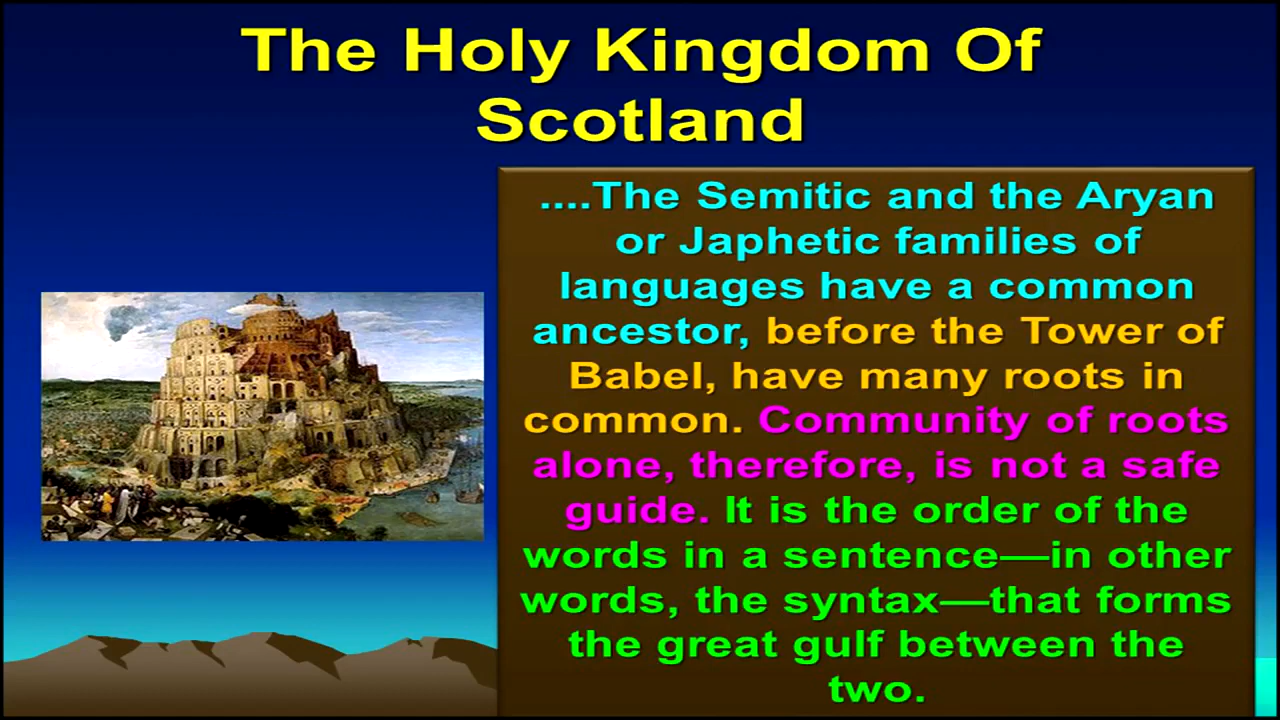 The Holy Kingdom Of
Scotland
....The Semitic and the Aryan
or Japhetic families of
languages have a common
ancestor, before the Tower of
Babel, have many roots in
common. Community of roots
alone, therefore, is not a safe
guide. It is the order of the
words in a sentence—in other
words, the syntax—that forms
the great gulf between the
two.